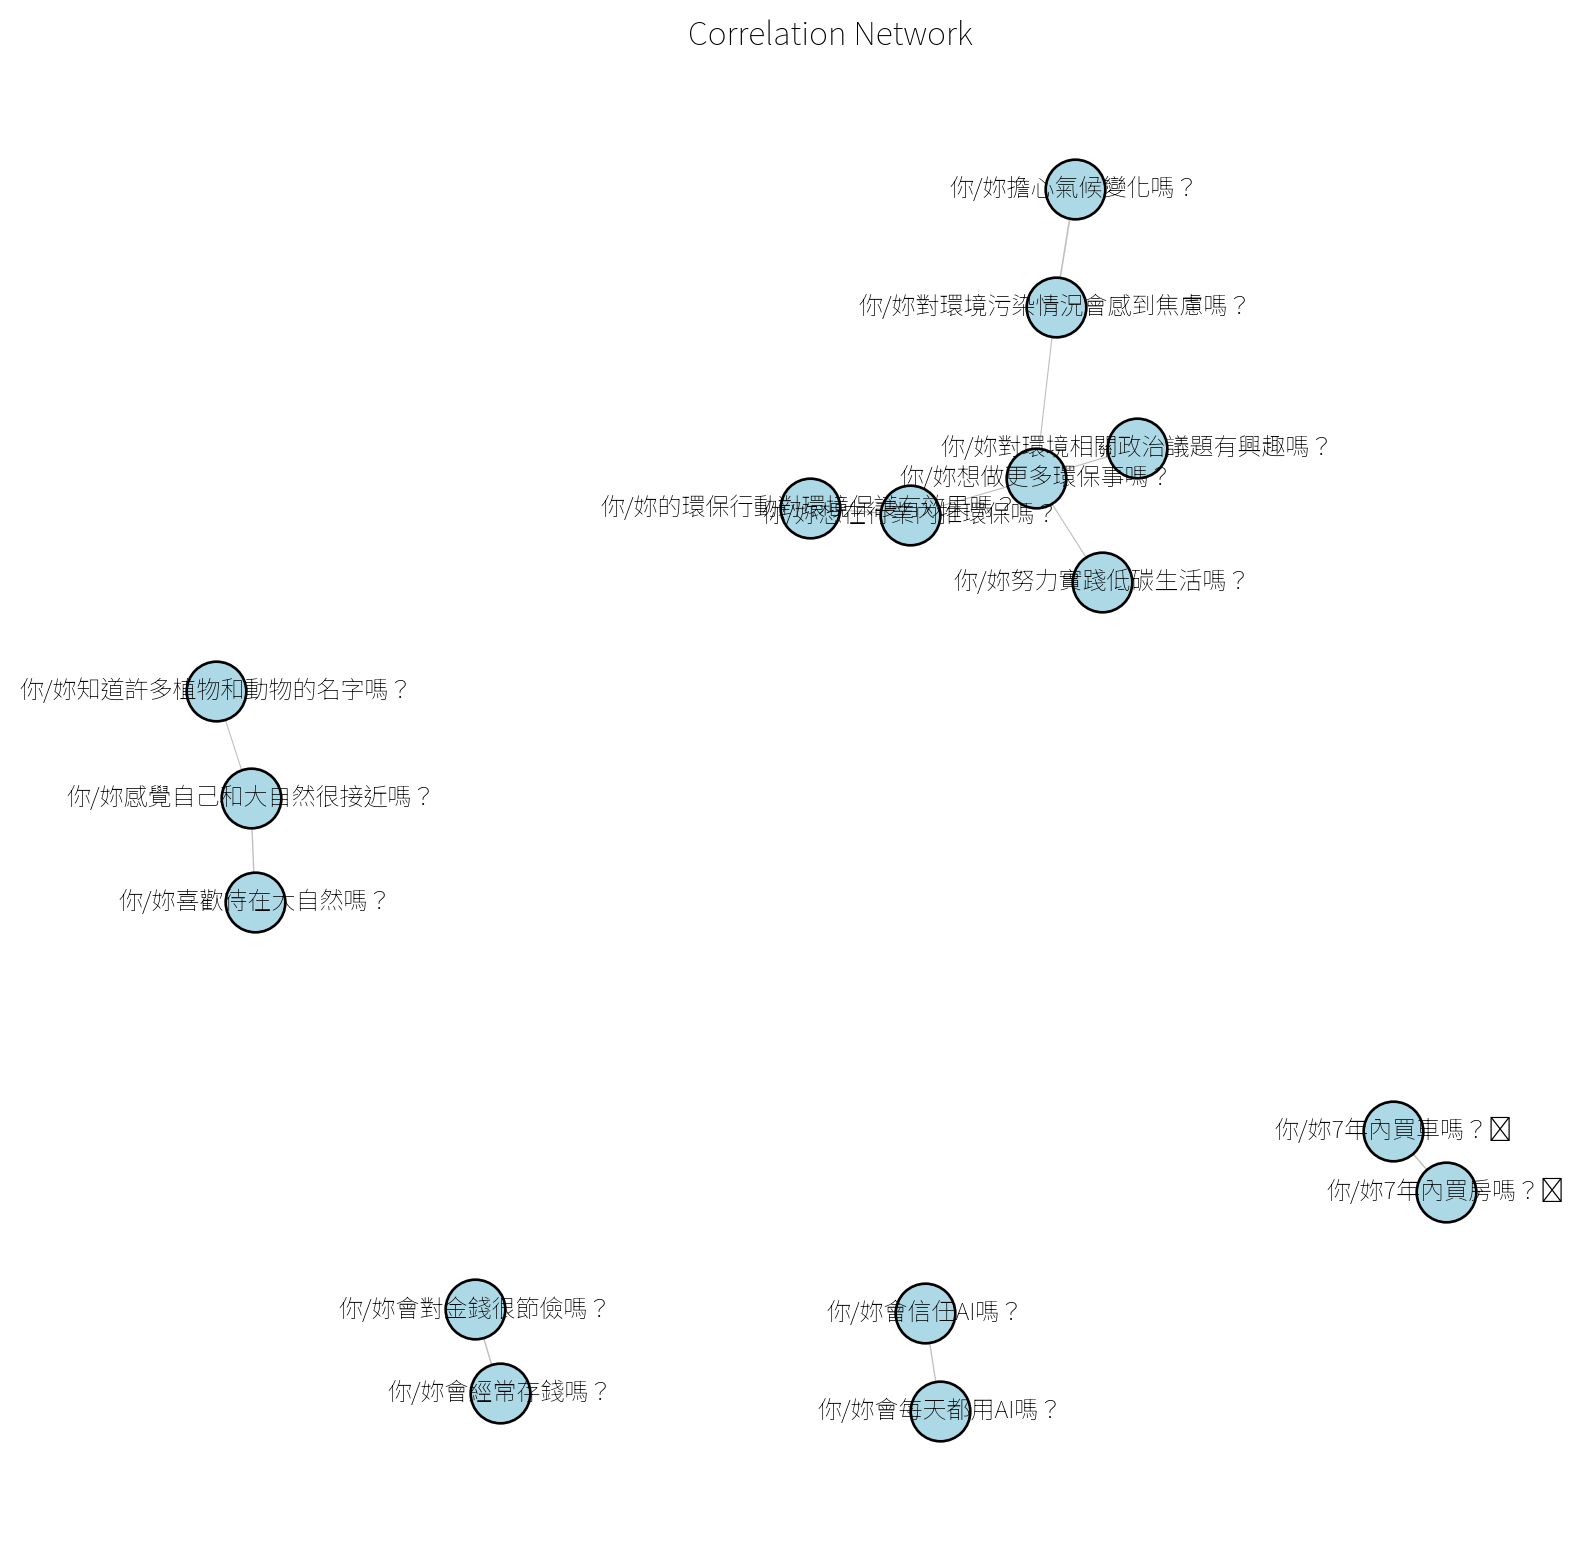 Correlation Network
你/妳擔心氣候變化嗎？
你/妳對環境污染情況會感到焦慮嗎？
你/妳對環境相關政治議題有興趣嗎？
你/妳想做更多環保事嗎？
你/妳的環保行動對環境保護有效果嗎？
你/妳想在行業內推環保嗎？
你/妳努力實踐低碳生活嗎？
你/妳知道許多植物和動物的名字嗎？
你/妳感覺自己和大自然很接近嗎？
你/妳喜歡待在大自然嗎？
你/妳7年內買車嗎？
你/妳7年內買房嗎？
你/妳會對金錢很節儉嗎？
你/妳會信任AI嗎？
你/妳會經常存錢嗎？
你/妳會每天都用AI嗎？